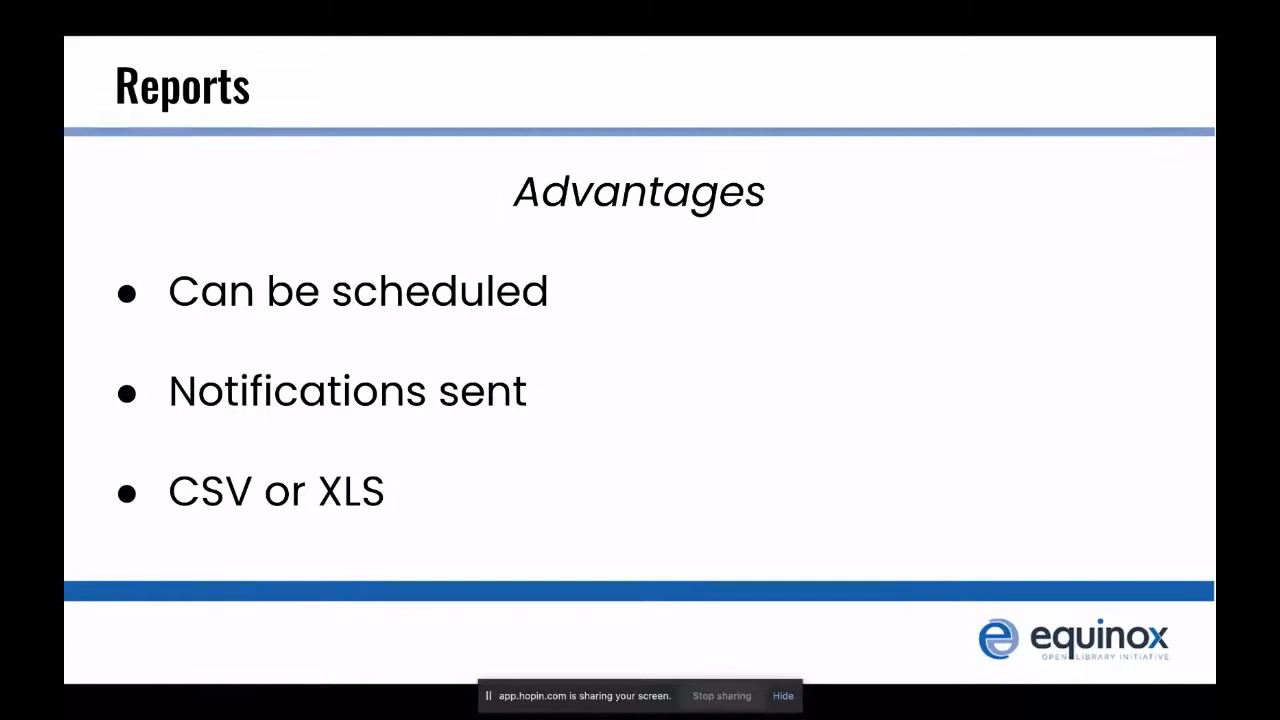 Reports
Advantages
● Can be scheduled
● Notifications sent
● CSV or XLS
equinox
OPEN LIBRARY INITIATIVE
app.hopin.com is sharing your screen. Stop sharing Hide